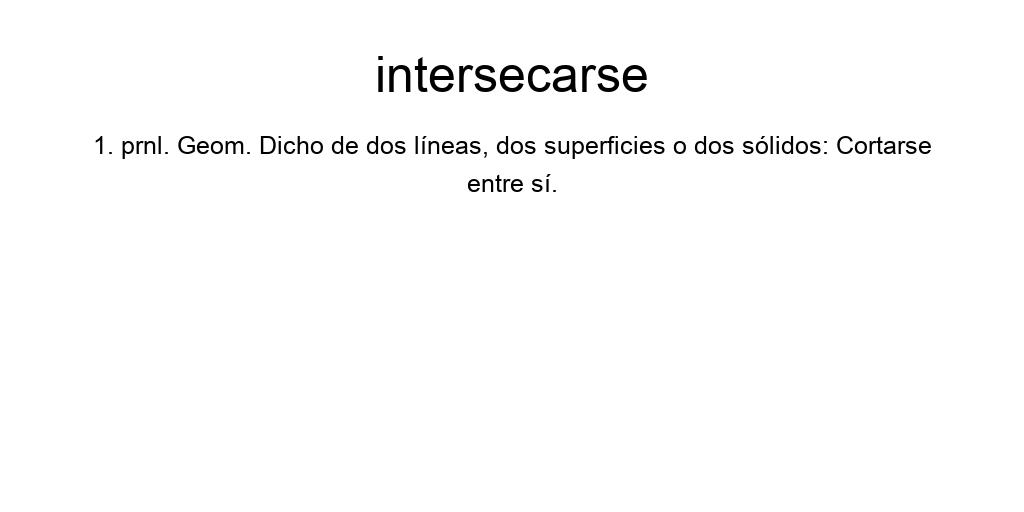 intersecarse
1. prnl. Geom. Dicho de dos líneas, dos superficies o dos sólidos: Cortarse
entre sí.